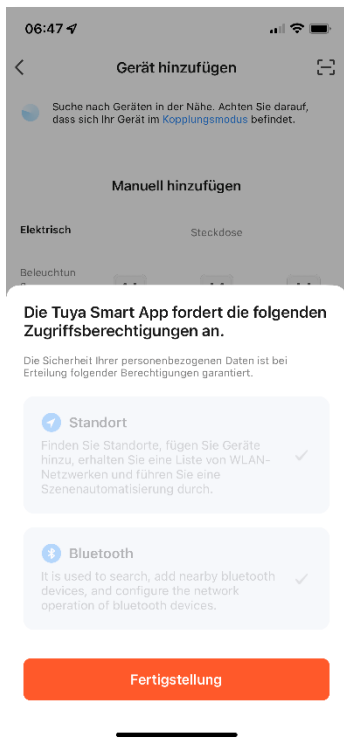 06:47
Gerät hinzufügen
Suche nach Geräten in der Nähe. Achten Sie darauf,
dass sich Ihr Gerät im Kopplungsmodus befindet.
Manuell hinzufügen
Elektrisch
Steckdose
Beleuchtun
Die Tuya Smart App fordert die folgenden
Zugriffsberechtigungen an.
Die Sicherheit Ihrer personenbezogenen Daten ist bei
Erteilung folgender Berechtigungen garantiert.
Standort
Finden Sie Standorte, fügen Sie Geräte
hinzu, erhalten Sie eine Liste von WLAN-
Netzwerken und führen Sie eine
Szenenautomatisierung durch.
Bluetooth
It is used to search, add nearby bluetooth
devices, and configure the network
operation of bluetooth devices.
Fertigstellung